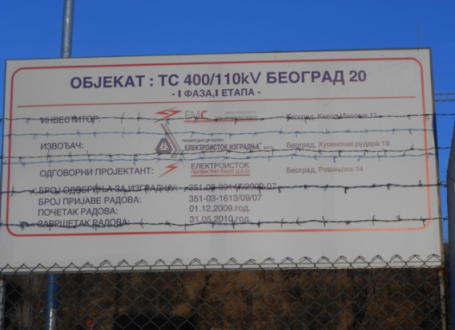 ОБЈЕКАТ : ТС 400/110kV БЕОГРАД 20
- I ФАЗА, I ЕТАПА -
ИНВЕСТИТОР: Београд, Кнеза Милоша 11
ИЗВОЂАЧ: ЕЛЕКТРОИСТОК ИЗГРАДЊА Београд,
ОДГОВОРНИ ПРОЈЕКТАНТ: ЕЛЕКТРОИСТОК Београд, Ровињска 14
БРОЈ ОДОБРЕЊА ЗА ИЗГРАДЊУ:
БРОЈ ПРИЈАВЕ РАДОВА: 351-03-1613/09/07
ПОЧЕТАК РАДОВА: 01.12.2009.год.
ЗАВРШЕТАК РАДОВА: 31.05.2010.год.